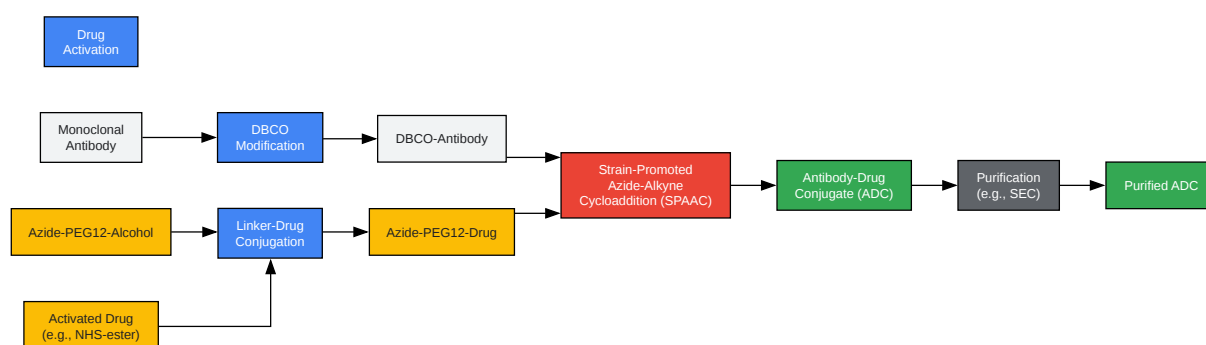 Drug
Activation
Monoclonal
Antibody
DBCO
Modification
DBCO-Antibody
Strain-Promoted
Azide-Alkyne
Cycloaddition (SPAAC)
Antibody-Drug
Conjugate (ADC)
Purification
(e.g., SEC)
Purified ADC
Azide-PEG12-Alcohol
Linker-Drug
Conjugation
Azide-PEG12-Drug
Activated Drug
(e.g., NHS-ester)